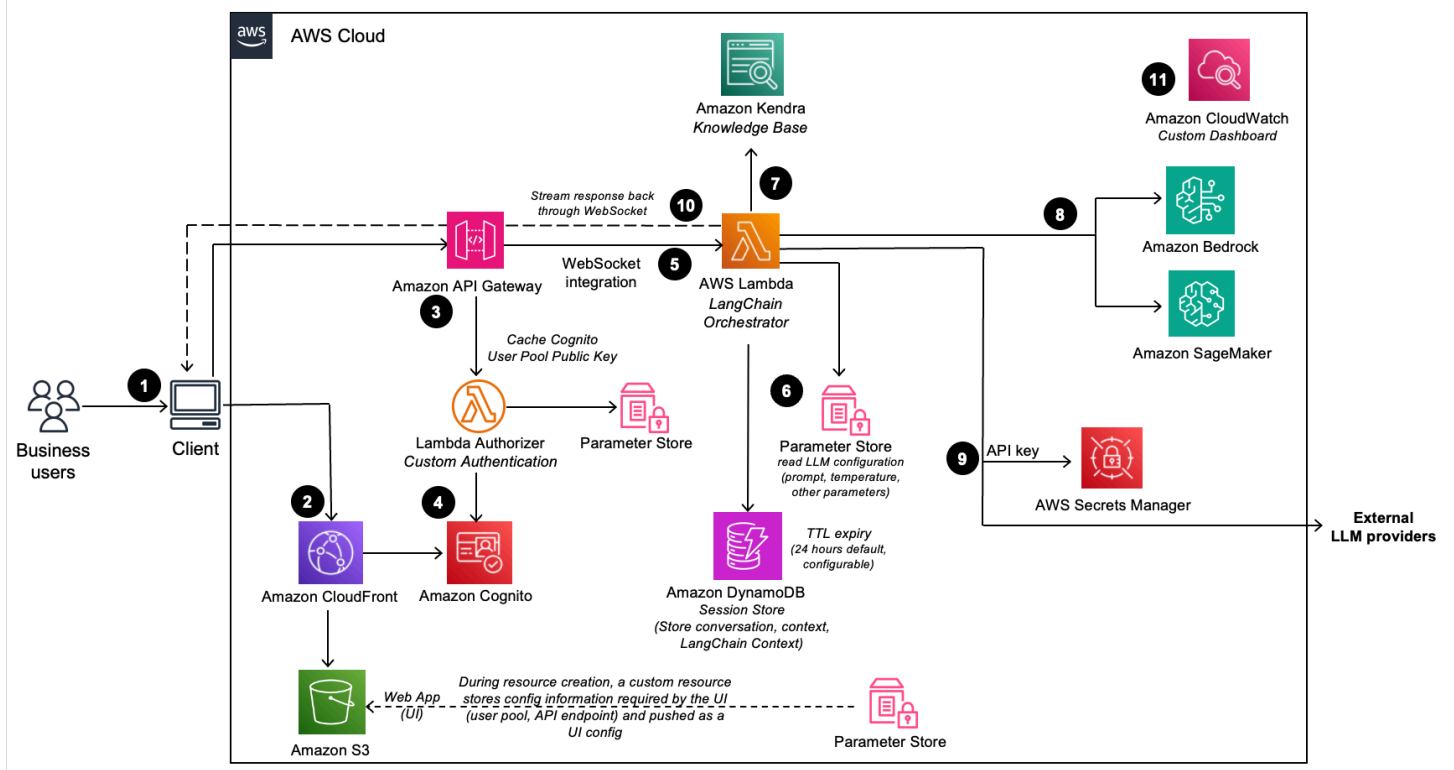 aws
AWS Cloud
Amazon Kendra
Knowledge Base
11
Amazon CloudWatch
Custom Dashboard
7
Stream response back
through WebSocket
10
8
Amazon Bedrock
Amazon API Gateway
WebSocket
integration
5
AWS Lambda
LangChain
Orchestrator
3
Amazon SageMaker
Cache Cognito
User Pool Public Key
1
Business
users
Client
Lambda Authorizer
Custom Authentication
Parameter Store
6
Parameter Store
read LLM configuration
(prompt, temperature,
other parameters)
9
API key
AWS Secrets Manager
External
LLM providers
2
4
Amazon CloudFront
Amazon Cognito
TTL expiry
(24 hours default,
configurable)
Amazon DynamoDB
Session Store
(Store conversation, context,
LangChain Context)
Web App
(UI)
During resource creation, a custom resource
stores config information required by the UI
(user pool, API endpoint) and pushed as a
UI config
Amazon S3
Parameter Store